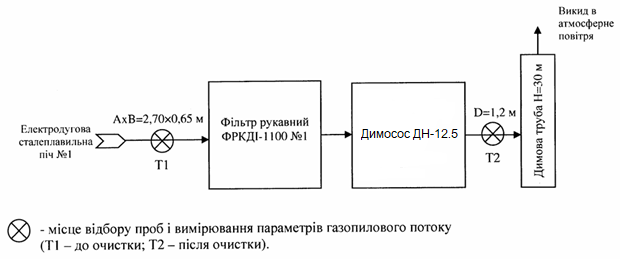 Викид в
атмосферне
повітря
Електродугова
сталеплавильна
піч №1
АхВ=2,70×0,65 м
Т1
Фільтр рукавний
ФРКДІ-1100 №1
Димосос ДН-12.5
D=1,2 м
Т2
Димова труба Н=30 м
- місце відбору проб і вимірювання параметрів газопилового потоку
(Т1 – до очистки; Т2 – після очистки).